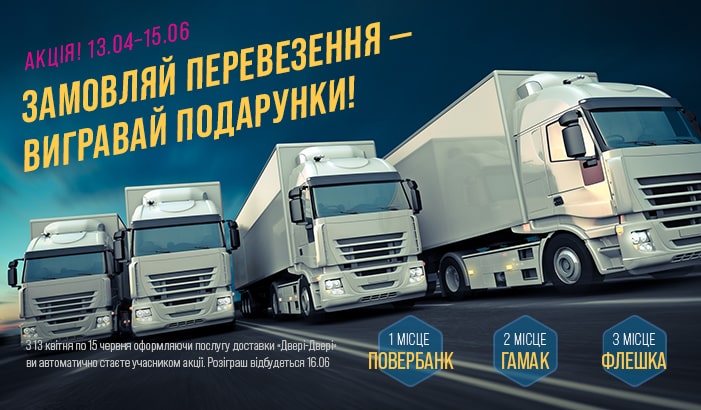 АКЦІЯ! 13.04–15.06
ЗАМОВЛЯЙ ПЕРЕВЕЗЕННЯ –
ВИГРАВАЙ ПОДАРУНКИ!
З 13 квітня по 15 червня оформляючи послугу доставки «Двері-Двері»
ви автоматично стаєте учасником акції. Розіграш відбудеться 16.06
1 МІСЦЕ
ПОВЕРБАНК
2 МІСЦЕ
ГАМАК
3 МІСЦЕ
ФЛЕШКА